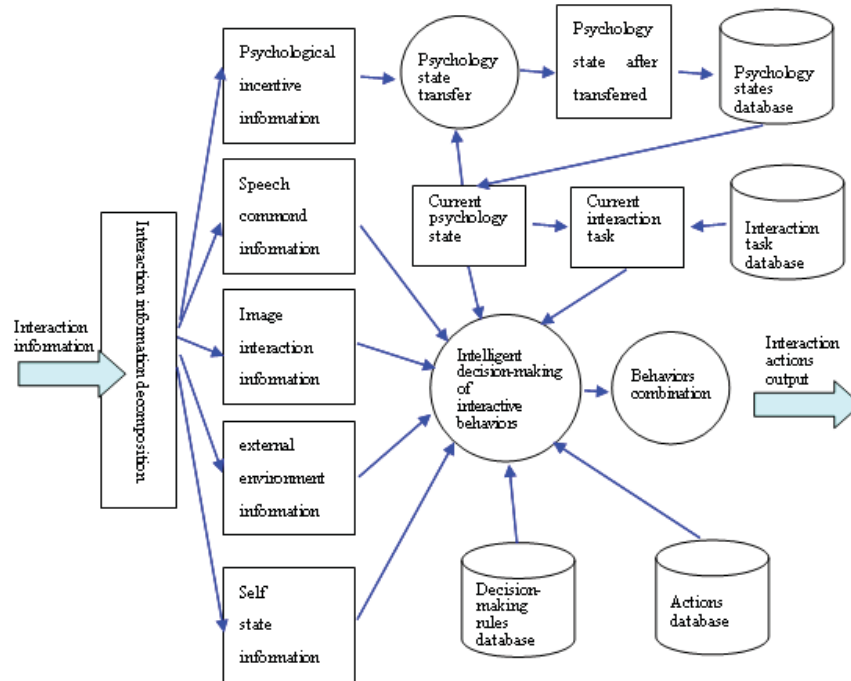 Interaction
information
Interaction information decomposition
Psychological
incentive
information
Speech
commond
information
Image
interaction
information
external
environment
information
Self
state
information
Psychology
state
transfer
Psychology
state after
transferred
Psychology
states
database
Current
psychology
state
Current
interaction
task
Interaction
task
database
Intelligent
decision-making
of
interactive
behaviors
Behaviors
combination
Interaction
actions
output
Decision-
making
rules
database
Actions
database